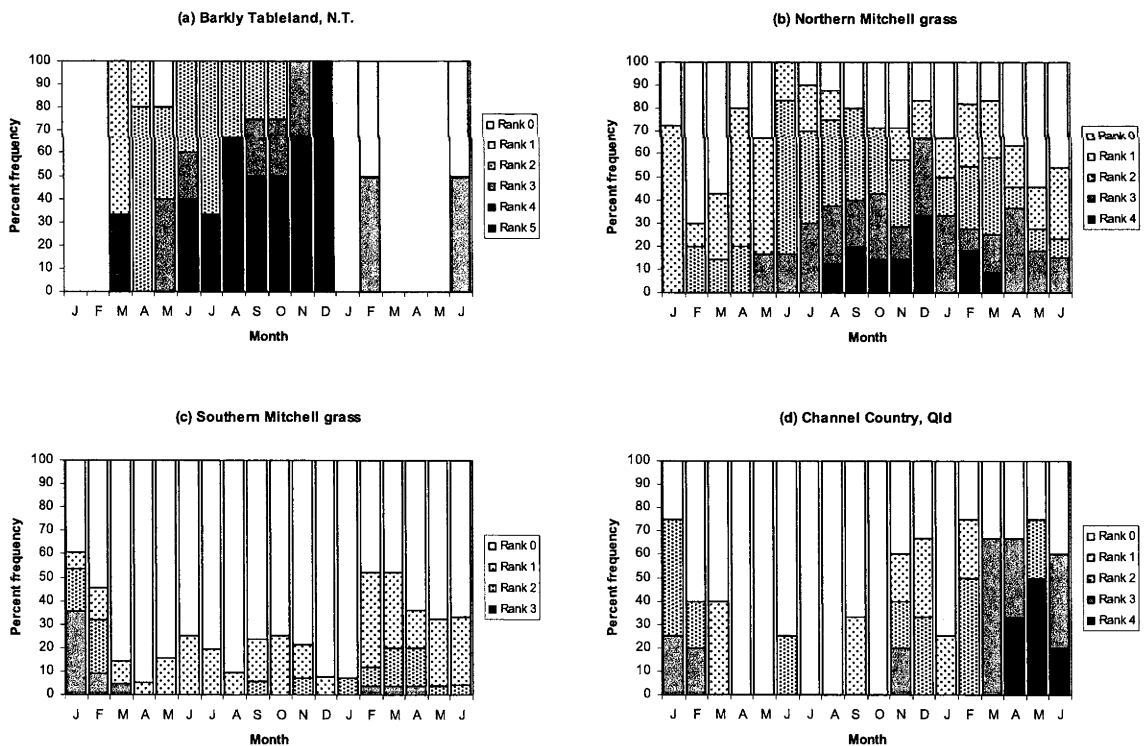 (a) Barkly Tableland, N.T.
Percent frequency
100
90
80
70
60
50
40
30
20
10
0
J F M A M J J A S O N D J F M A M J
Month
Rank 0
Rank 1
Rank 2
Rank 3
Rank 4
Rank 5
(b) Northern Mitchell grass
Percent frequency
100
90
80
70
60
50
40
30
20
10
0
J F M A M J J A S O N D J F M A M J
Month
Rank 0
Rank 1
Rank 2
Rank 3
Rank 4
(c) Southern Mitchell grass
Percent frequency
100
90
80
70
60
50
40
30
20
10
0
J F M A M J J A S O N D J F M A M J
Month
Rank 0
Rank 1
Rank 2
Rank 3
(d) Channel Country, Qld
Percent frequency
100
90
80
70
60
50
40
30
20
10
0
J F M A M J J A S O N D J F M A M J
Month
Rank 0
Rank 1
Rank 2
Rank 3
Rank 4